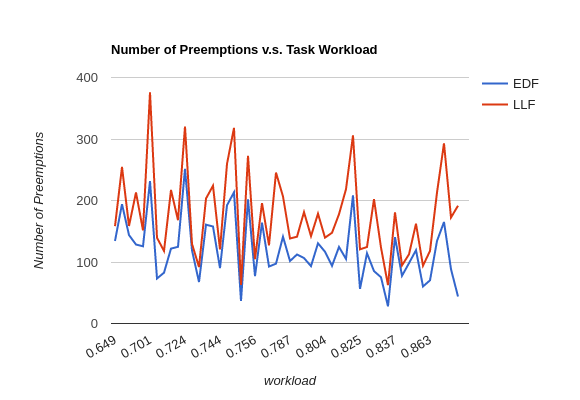 Number of Preemptions v.s. Task Workload
400
300
200
100
0
Number of Preemptions
EDF
LLF
0.649 0.701 0.724 0.744 0.756 0.787 0.804 0.825 0.837 0.863
workload